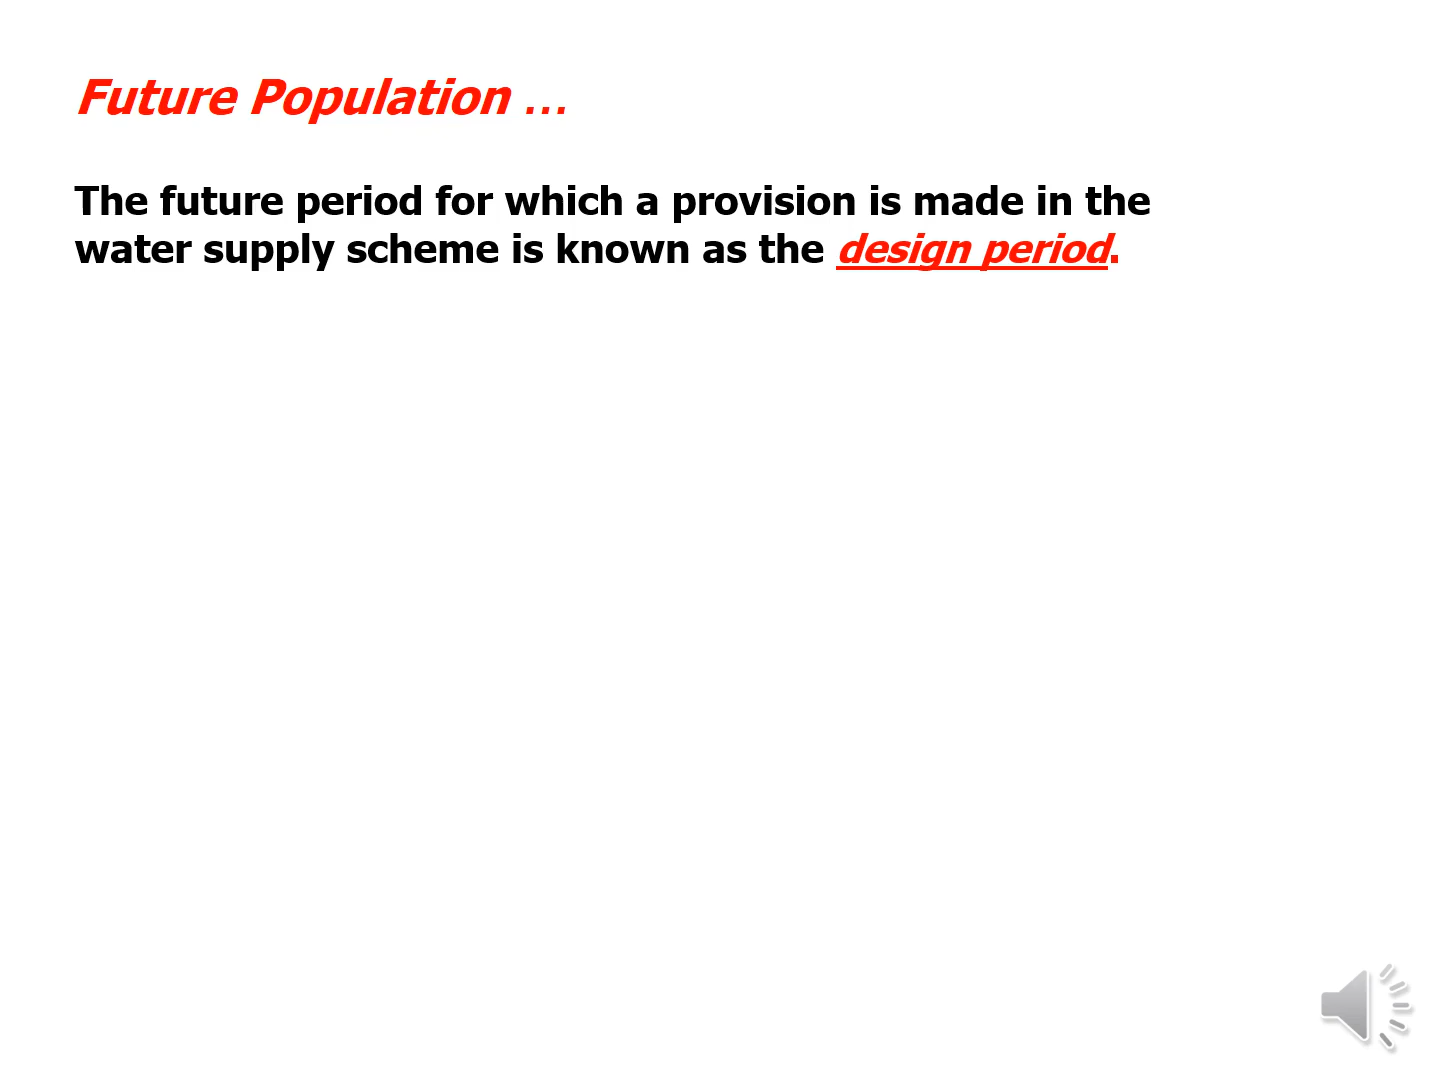 Future Population ...
The future period for which a provision is made in the
water supply scheme is known as the design period.